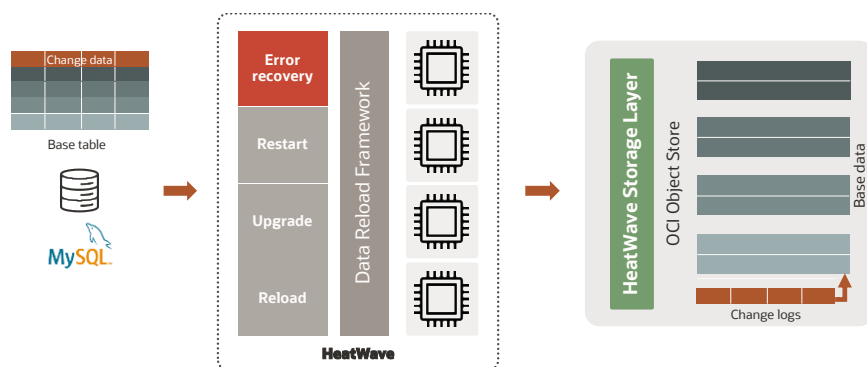 Change data
Base table
MySQL™
Error
recovery
Restart
Upgrade
Reload
Data Reload Framework
HeatWave
HeatWave Storage Layer
OCI Object Store
Base data
Change logs